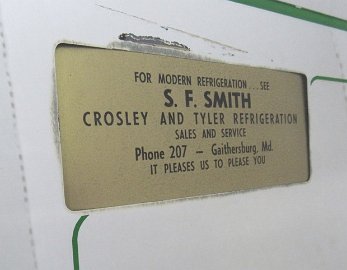 FOR MODERN REFRIGERATION...SEE
S. F. SMITH
CROSLEY AND TYLER REFRIGERATION
SALES AND SERVICE
Phone 207 — Gaithersburg, Md.
IT PLEASES US TO PLEASE YOU